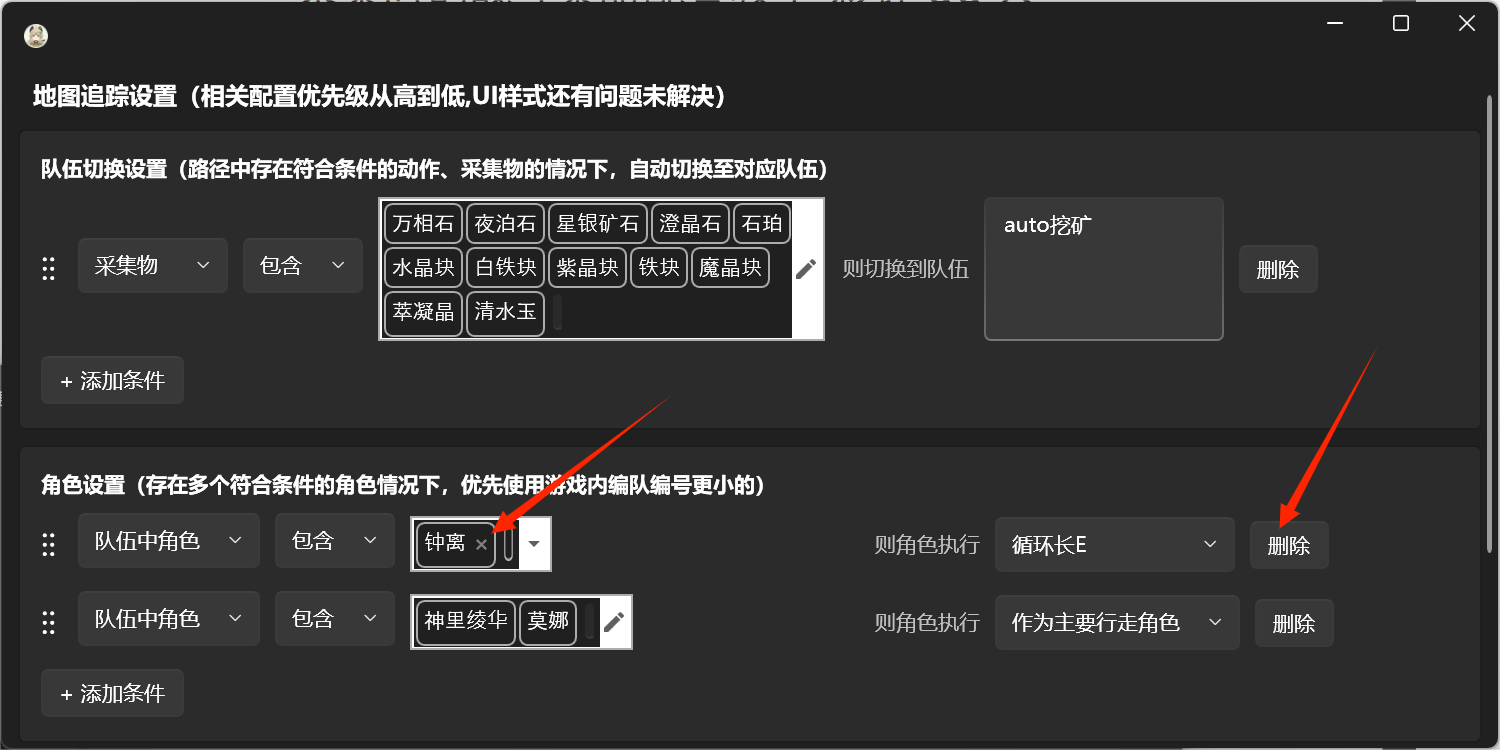 地图追踪设置（相关配置优先级从高到低,UI样式还有问题未解决）
队伍切换设置（路径中存在符合条件的动作、采集物的情况下，自动切换至对应队伍）
采集物 包含 万相石 夜泊石 星银矿石 澄晶石 石珀
水晶块 白铁块 紫晶块 铁块 魔晶块
萃凝晶 清水玉
则切换到队伍 auto挖矿 删除
+ 添加条件
角色设置（存在多个符合条件的角色情况下，优先使用游戏内编队编号更小的）
队伍中角色 包含 钟离 × 则角色执行 循环长E 删除
队伍中角色 包含 神里绫华 莫娜 则角色执行 作为主要行走角色 删除
+ 添加条件